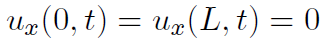 u_x(0, t) = u_x(L, t) = 0